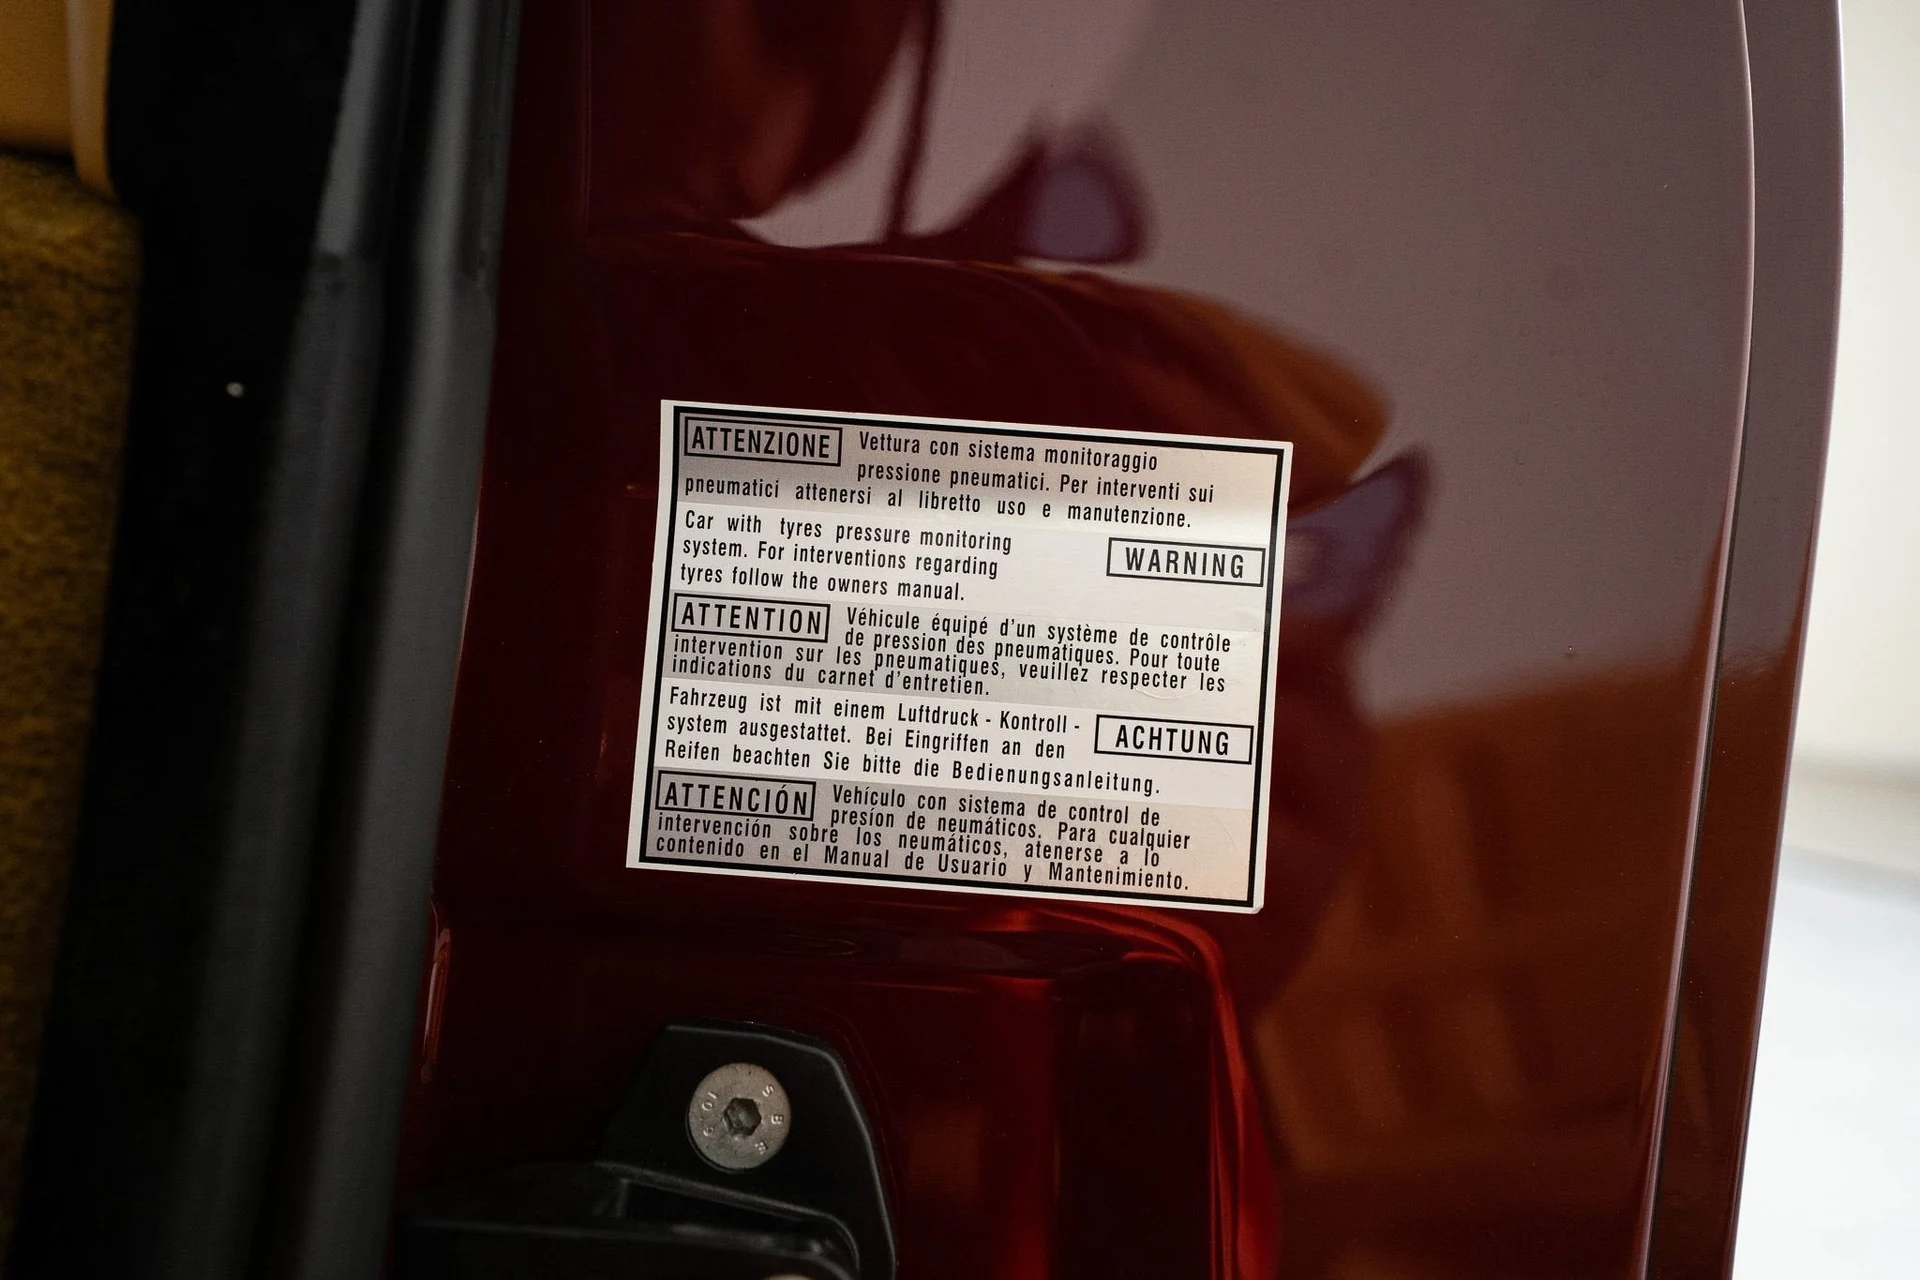 ATTENZIONE Vettura con sistema monitoraggio
pressione pneumatici. Per interventi sui
pneumatici attenersi al libretto uso e manutenzione.
Car with tyres pressure monitoring
system. For interventions regarding
tyres follow the owners manual.
WARNING
ATTENTION Véhicule équipé d'un système de contrôle
de pression des pneumatiques. Pour toute
intervention sur les pneumatiques, veuillez respecter les
indications du carnet d'entretien.
Fahrzeug ist mit einem Luftdruck - Kontroll -
system ausgestattet. Bei Eingriffen an den
Reifen beachten Sie bitte die Bedienungsanleitung.
ACHTUNG
ATTENCIÓN Vehículo con sistema de control de
presíon de neumáticos. Para cualquier
intervención sobre los neumáticos, atenerse a lo
contenido en el Manual de Usuario y Mantenimiento.